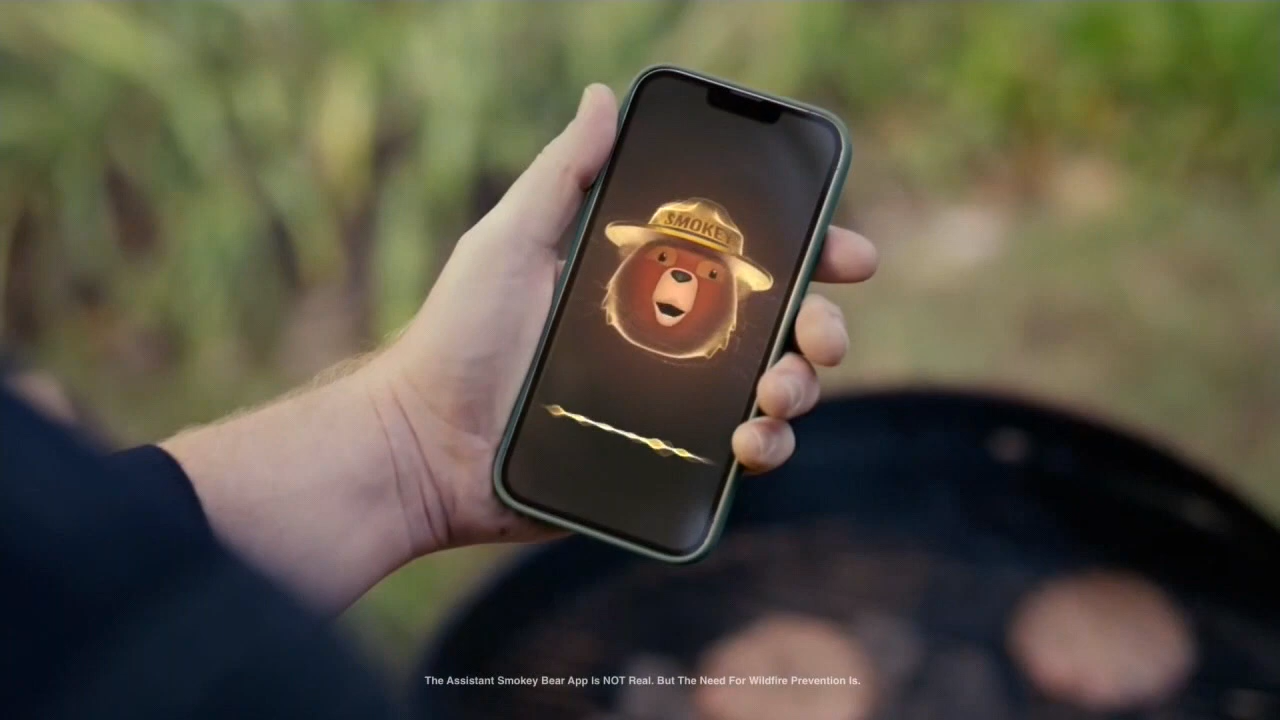 SMOKEY
The Assistant Smokey Bear App Is NOT Real. But The Need For Wildfire Prevention Is.